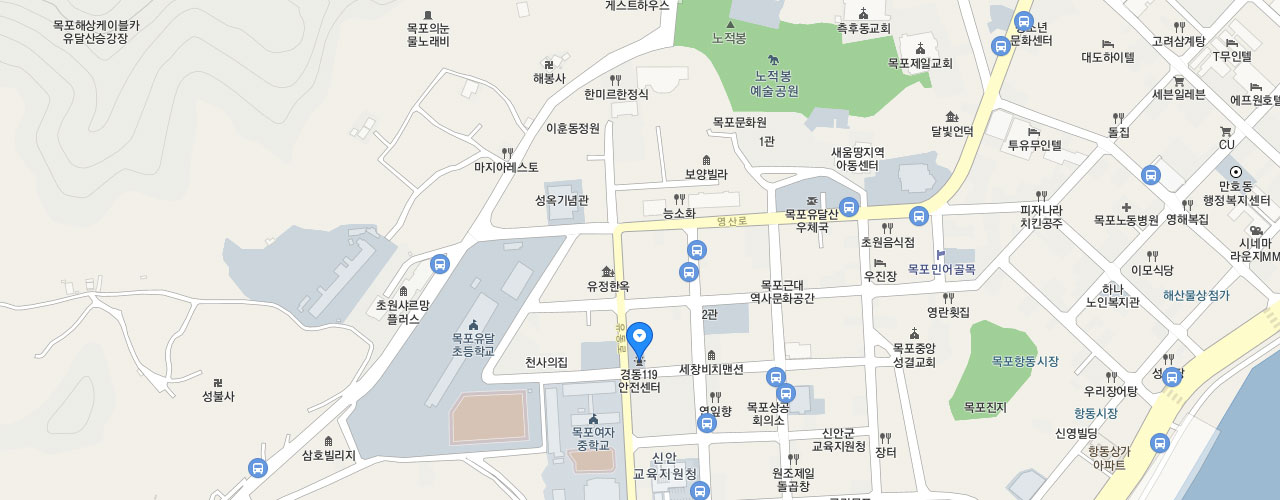 게스트하우스
목포해상케이블카
유달산승강장
목포의눈
물노래비
노적봉
측후동교회
문화센터
고려삼계탕
대도하이텔
T무인텔
목포제일교회
해봉사
한미르한정식
노적봉
예술공원
세븐일레븐
에프원호텔
이훈동정원
목포문화원
1관
달빛언덕
돌집
투유무인텔
CU
새움땅지역
아동센터
마지아레스토
보양빌라
만호동
행정복지센터
성옥기념관
능소화
영산로
목포유달산
우체국
피자나라
치킨공주
목포노동병원
영해복집
초원음식점
시네마
라운지MM
목포민어골목
우진장
이모식당
유정한옥
초원샤르망
플러스
목포근대
역사문화공간
하나
노인복지관
해산물상점가
영란횟집
2관
목포유달
초등학교
유동로
목포중앙
성결교회
목포항동시장
천사의집
세창비치맨션
경동119
안전센터
성불사
우리장어탕
영일향
목포상공
회의소
목포진지
항동시장
목포여자
중학교
신안군
교육지원청
장터
신영빌딩
삼호빌리지
항동상가
아파트
신안
교육지원청
원조제일
돌곱창